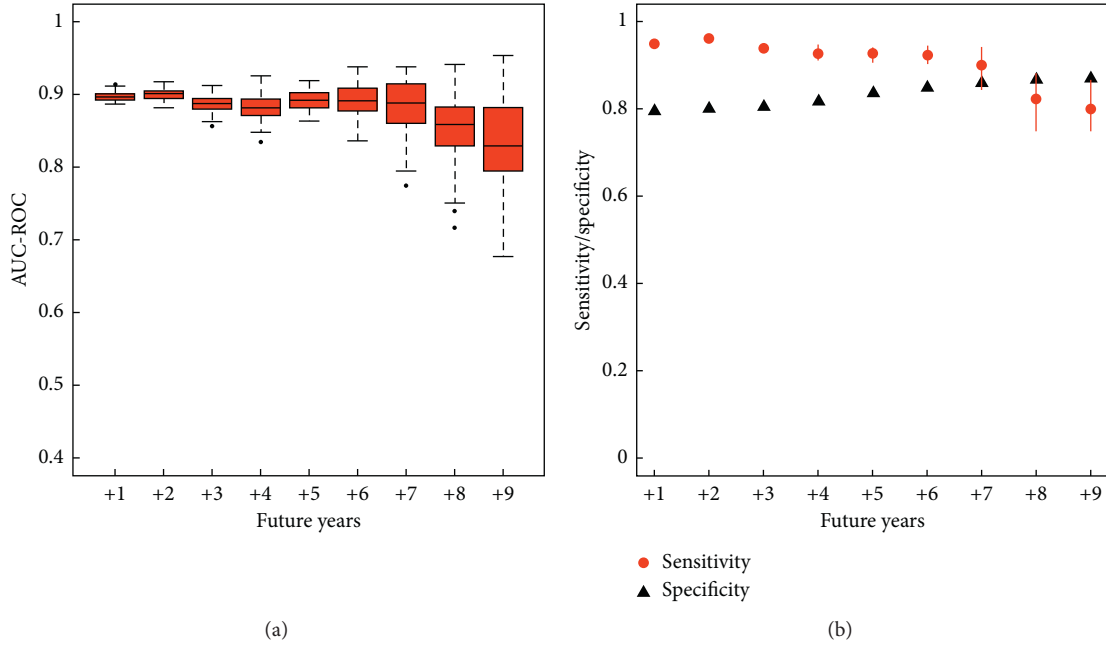 1
0.9
0.8
0.7
0.6
0.5
0.4
AUC-ROC
+1 +2 +3 +4 +5 +6 +7 +8 +9
Future years
(a)
1
0.8
0.6
0.4
0.2
0
Sensitivity/specificity
+1 +2 +3 +4 +5 +6 +7 +8 +9
Future years
Sensitivity
Specificity
(b)